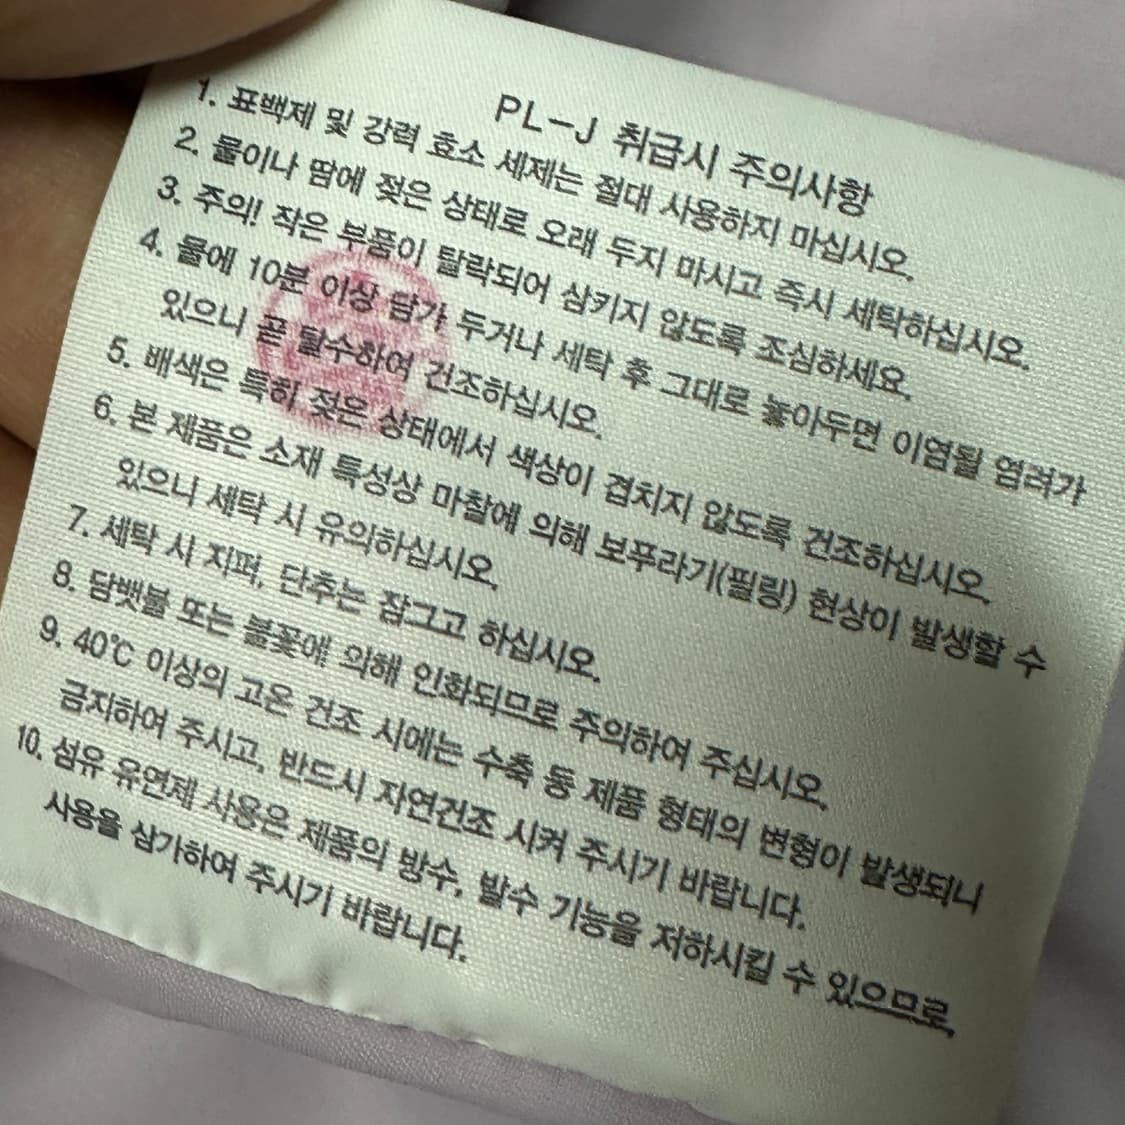 PL-J 취급시 주의사항
1. 표백제 및 강력 효소 세제는 절대 사용하지 마십시오.
2. 물이나 땀에 젖은 상태로 오래 두지 마시고 즉시 세탁하십시오.
3. 주의! 작은 부품이 탈락되어 삼키지 않도록 조심하세요.
4. 물에 10분 이상 담가 두거나 세탁 후 그대로 놓아두면 이염될 염려가
있으니 곧 탈수하여 건조하십시오.
5. 배색은 특히 젖은 상태에서 색상이 겹치지 않도록 건조하십시오.
6. 본 제품은 소재 특성상 마찰에 의해 보푸라기(필링) 현상이 발생할 수
있으니 세탁 시 유의하십시오.
7. 세탁 시 지퍼, 단추는 잠그고 하십시오.
8. 담뱃불 또는 불꽃에 의해 인화되므로 주의하여 주십시오.
9. 40℃ 이상의 고온 건조 시에는 수축 등 제품 형태의 변형이 발생되니
금지하여 주시고, 반드시 자연건조 시켜 주시기 바랍니다.
10. 섬유 유연제 사용은 제품의 방수, 발수 기능을 저하시킬 수 있으므로,
사용을 삼가하여 주시기 바랍니다.